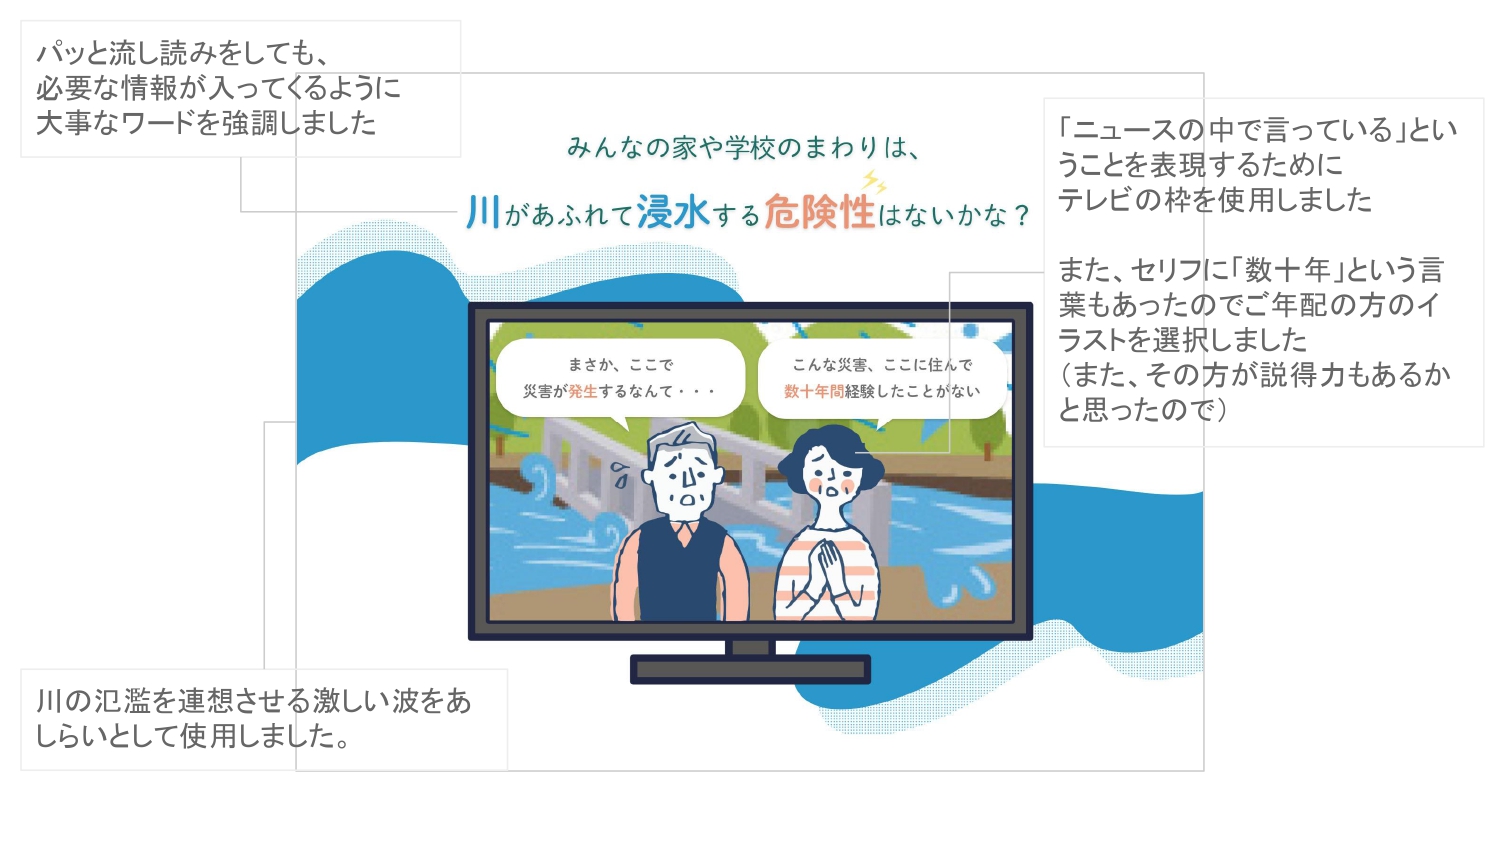 パッと流し読みをしても、
必要な情報が入ってくるように
大事なワードを強調しました
みんなの家や学校のまわりは、
川があふれて浸水する危険性はないかな？
「ニュースの中で言っている」とい
うことを表現するために
テレビの枠を使用しました
また、セリフに「数十年」という言
葉もあったのでご年配の方のイ
ラストを選択しました
（また、その方が説得力もあるか
と思ったので）
まさか、ここで
災害が発生するなんて・・・
こんな災害、ここに住んで
数十年間経験したことがない
川の氾濫を連想させる激しい波をあ
しらいとして使用しました。